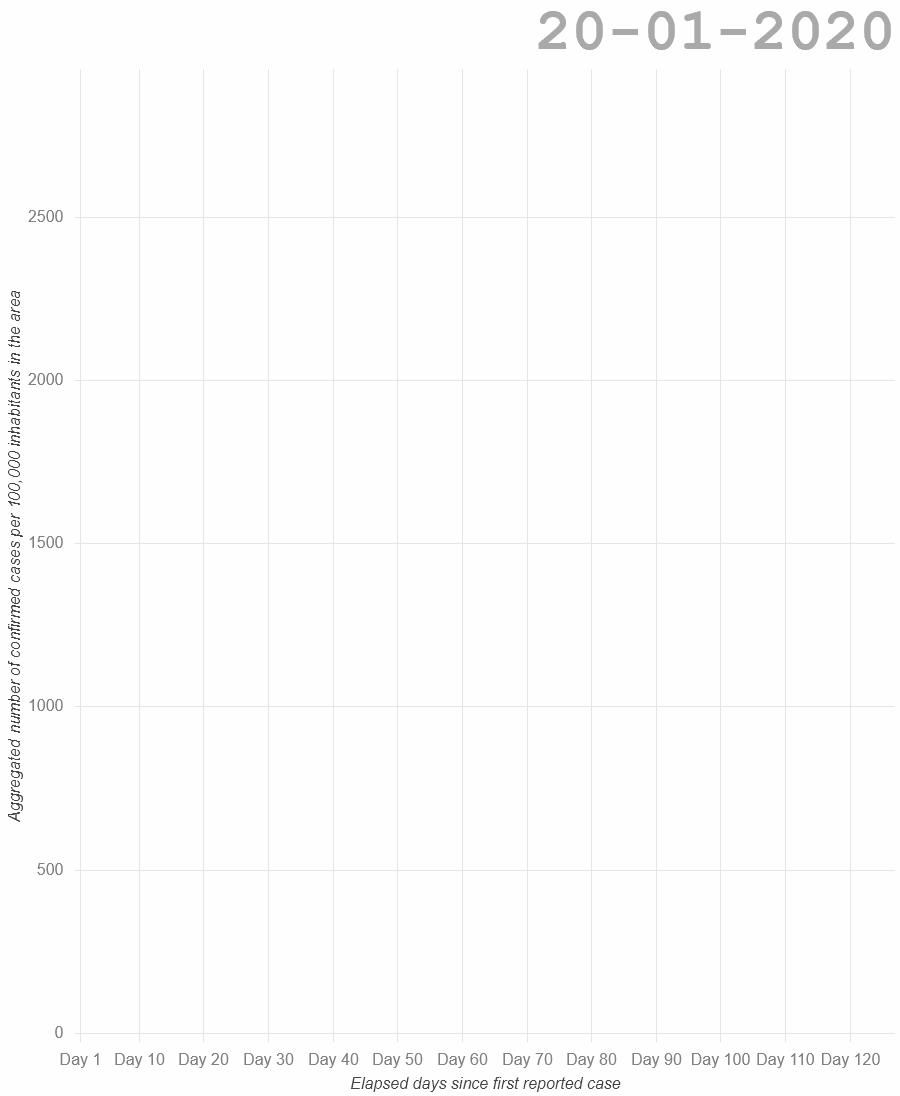 20-01-2020
2500
2000
1500
1000
500
0
Aggregated number of confirmed cases per 100,000 inhabitants in the area
Day 1 Day 10 Day 20 Day 30 Day 40 Day 50 Day 60 Day 70 Day 80 Day 90 Day 100 Day 110 Day 120
Elapsed days since first reported case